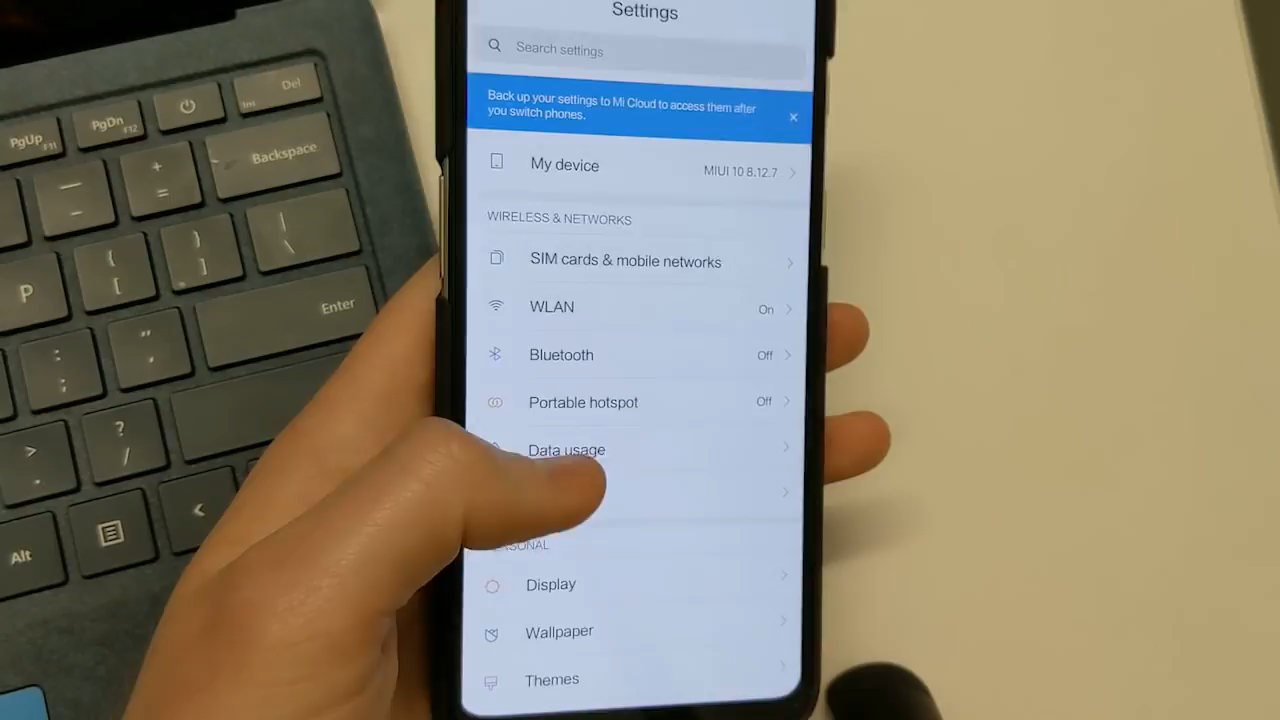 Settings
Search settings
Back up your settings to Mi Cloud to access them after
you switch phones.
My device
MIUI 10 8.12.7
WIRELESS & NETWORKS
SIM cards & mobile networks
WLAN
On
Bluetooth
Off
Portable hotspot
Off
Data usage
Display
Wallpaper
Themes
Del
Ins
PgUp F11
PgDn F12
Backspace
+
=
P
{
[
}
]
|
\
Enter
:
;
"
>
.
?
/
Alt
<